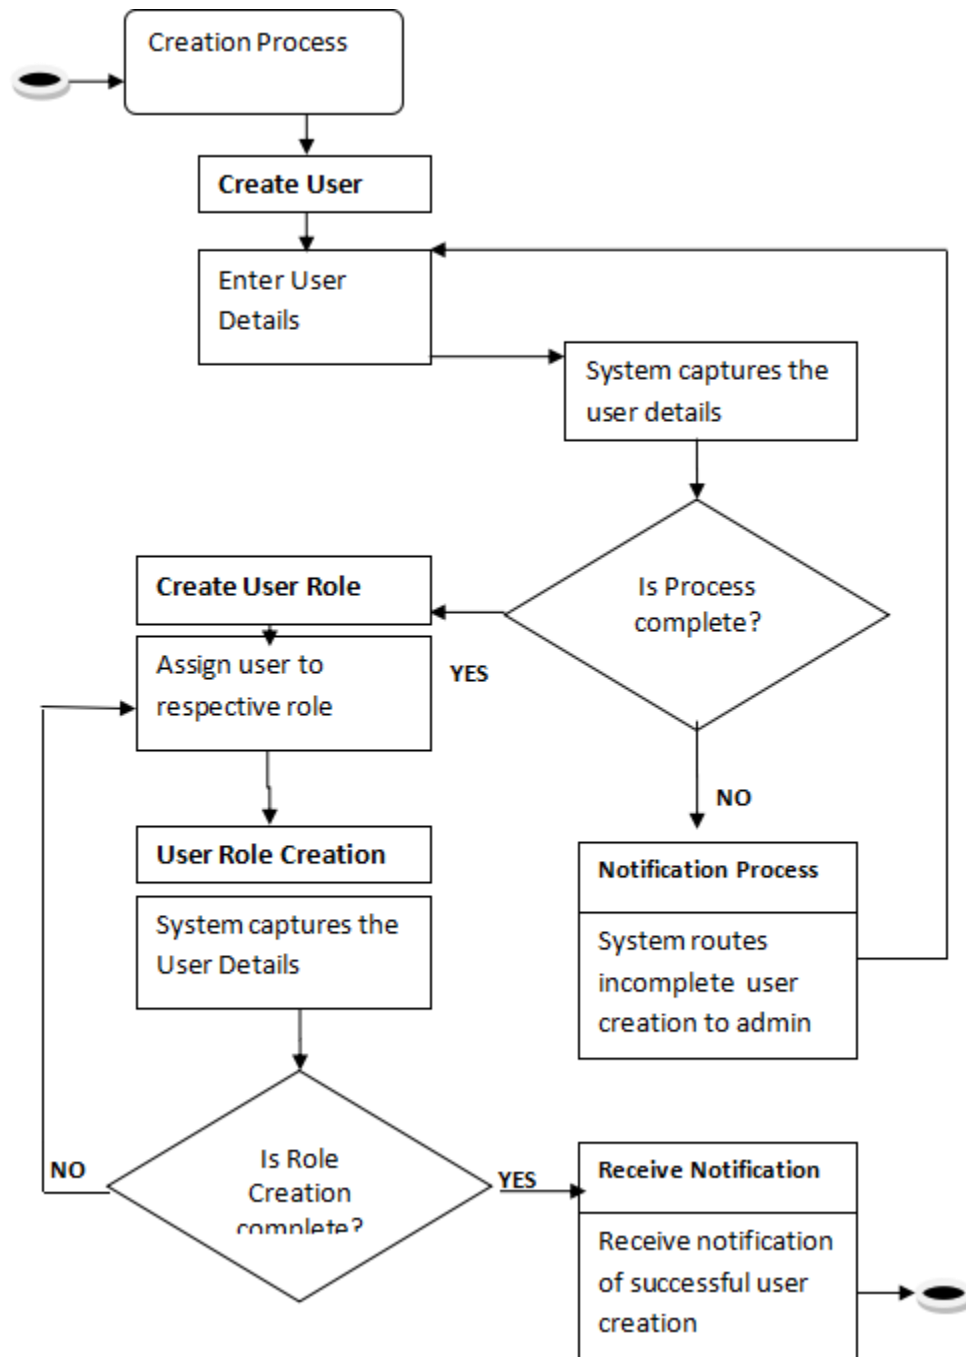 Creation Process
Create User
Enter User
Details
System captures the
user details
Is Process
complete?
Create User Role
YES
Assign user to
respective role
NO
User Role Creation
Notification Process
System captures the
User Details
System routes
incomplete user
creation to admin
Is Role
Creation
complete?
NO
YES
Receive Notification
Receive notification
of successful user
creation